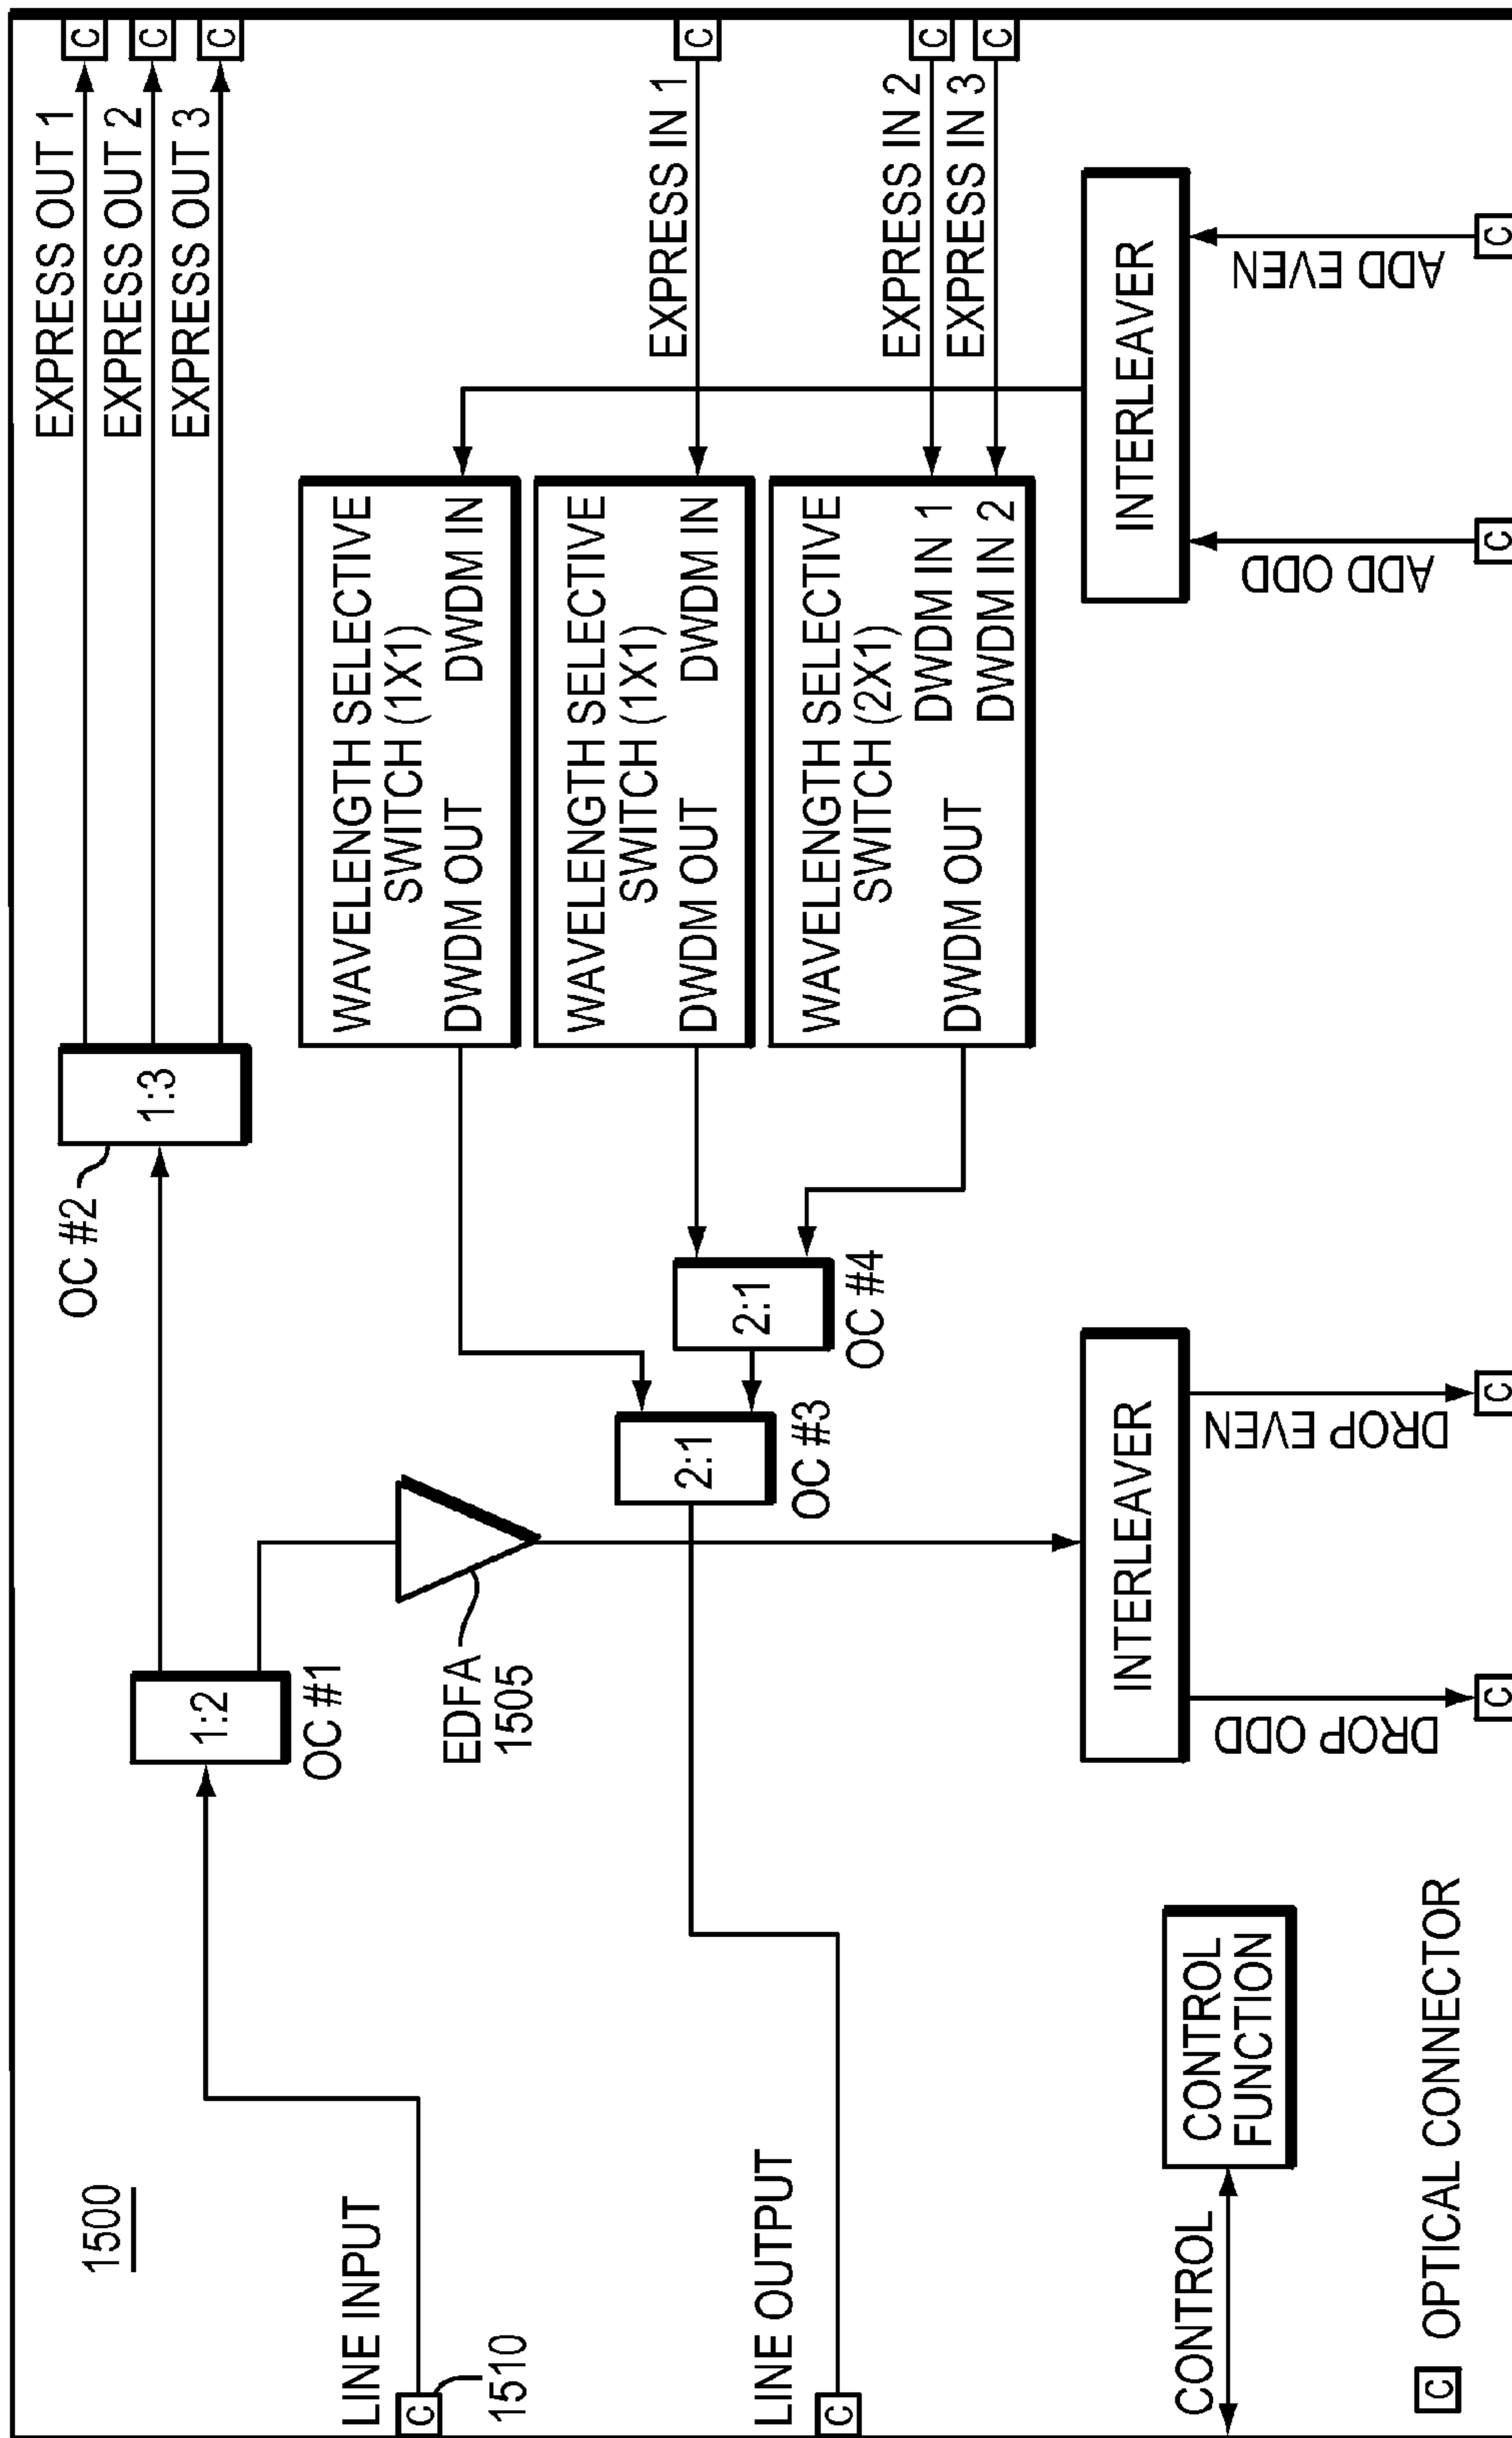 1500
LINE INPUT
C
1510
LINE OUTPUT
C
CONTROL
CONTROL
FUNCTION
C OPTICAL CONNECTOR
1:2
OC #1
EDFA
1505
OC #2
1:3
EXPRESS OUT 1
C
EXPRESS OUT 2
C
EXPRESS OUT 3
C
2:1
OC #3
2:1
OC #4
WAVELENGTH SELECTIVE
SWITCH (1X1)
DWDM OUT DWDM IN
WAVELENGTH SELECTIVE
SWITCH (1X1)
DWDM OUT DWDM IN
WAVELENGTH SELECTIVE
SWITCH (2X1)
DWDM IN 1
DWDM OUT
DWDM IN 2
EXPRESS IN 1
C
EXPRESS IN 2
C
EXPRESS IN 3
C
INTERLEAVER
DROP ODD
C
DROP EVEN
C
INTERLEAVER
ADD ODD
C
ADD EVEN
C